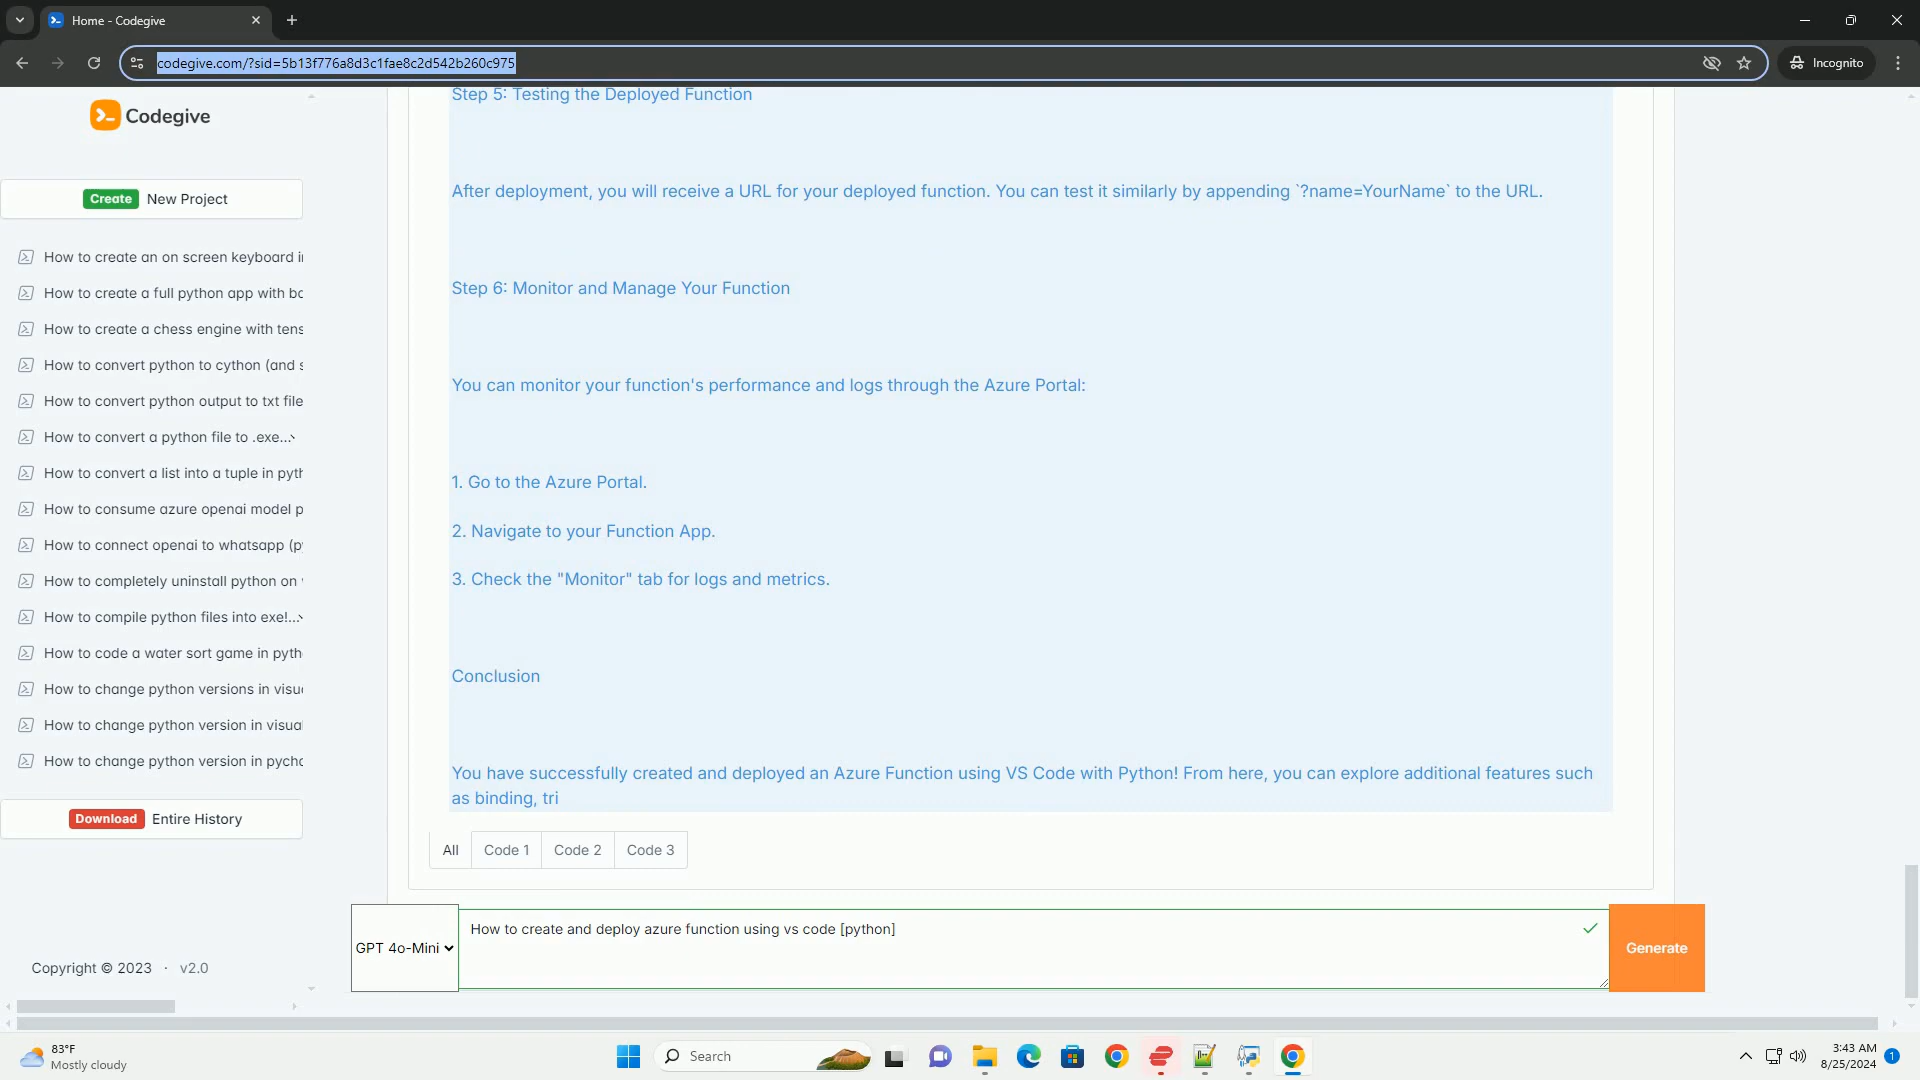 Home - Codegive
codegive.com/?sid=5b13f776a8d3c1fae8c2d542b260c975
Incognito
Codegive
Create New Project
How to create an on screen keyboard i
How to create a full python app with bo
How to create a chess engine with tens
How to convert python to cython (and s
How to convert python output to txt file
How to convert a python file to .exe...
How to convert a list into a tuple in pyth
How to consume azure openai model p
How to connect openai to whatsapp (p
How to completely uninstall python on
How to compile python files into exe!...
How to code a water sort game in pyth
How to change python versions in visu
How to change python version in visua
How to change python version in pycho
Download Entire History
Copyright © 2023 · v2.0
Step 5: Testing the Deployed Function
After deployment, you will receive a URL for your deployed function. You can test it similarly by appending `?name=YourName` to the URL.
Step 6: Monitor and Manage Your Function
You can monitor your function's performance and logs through the Azure Portal:
1. Go to the Azure Portal.
2. Navigate to your Function App.
3. Check the "Monitor" tab for logs and metrics.
Conclusion
You have successfully created and deployed an Azure Function using VS Code with Python! From here, you can explore additional features such
as binding, tri
All Code 1 Code 2 Code 3
GPT 4o-Mini
How to create and deploy azure function using vs code [python]
Generate
83°F
Mostly cloudy
Search
3:43 AM
8/25/2024
1